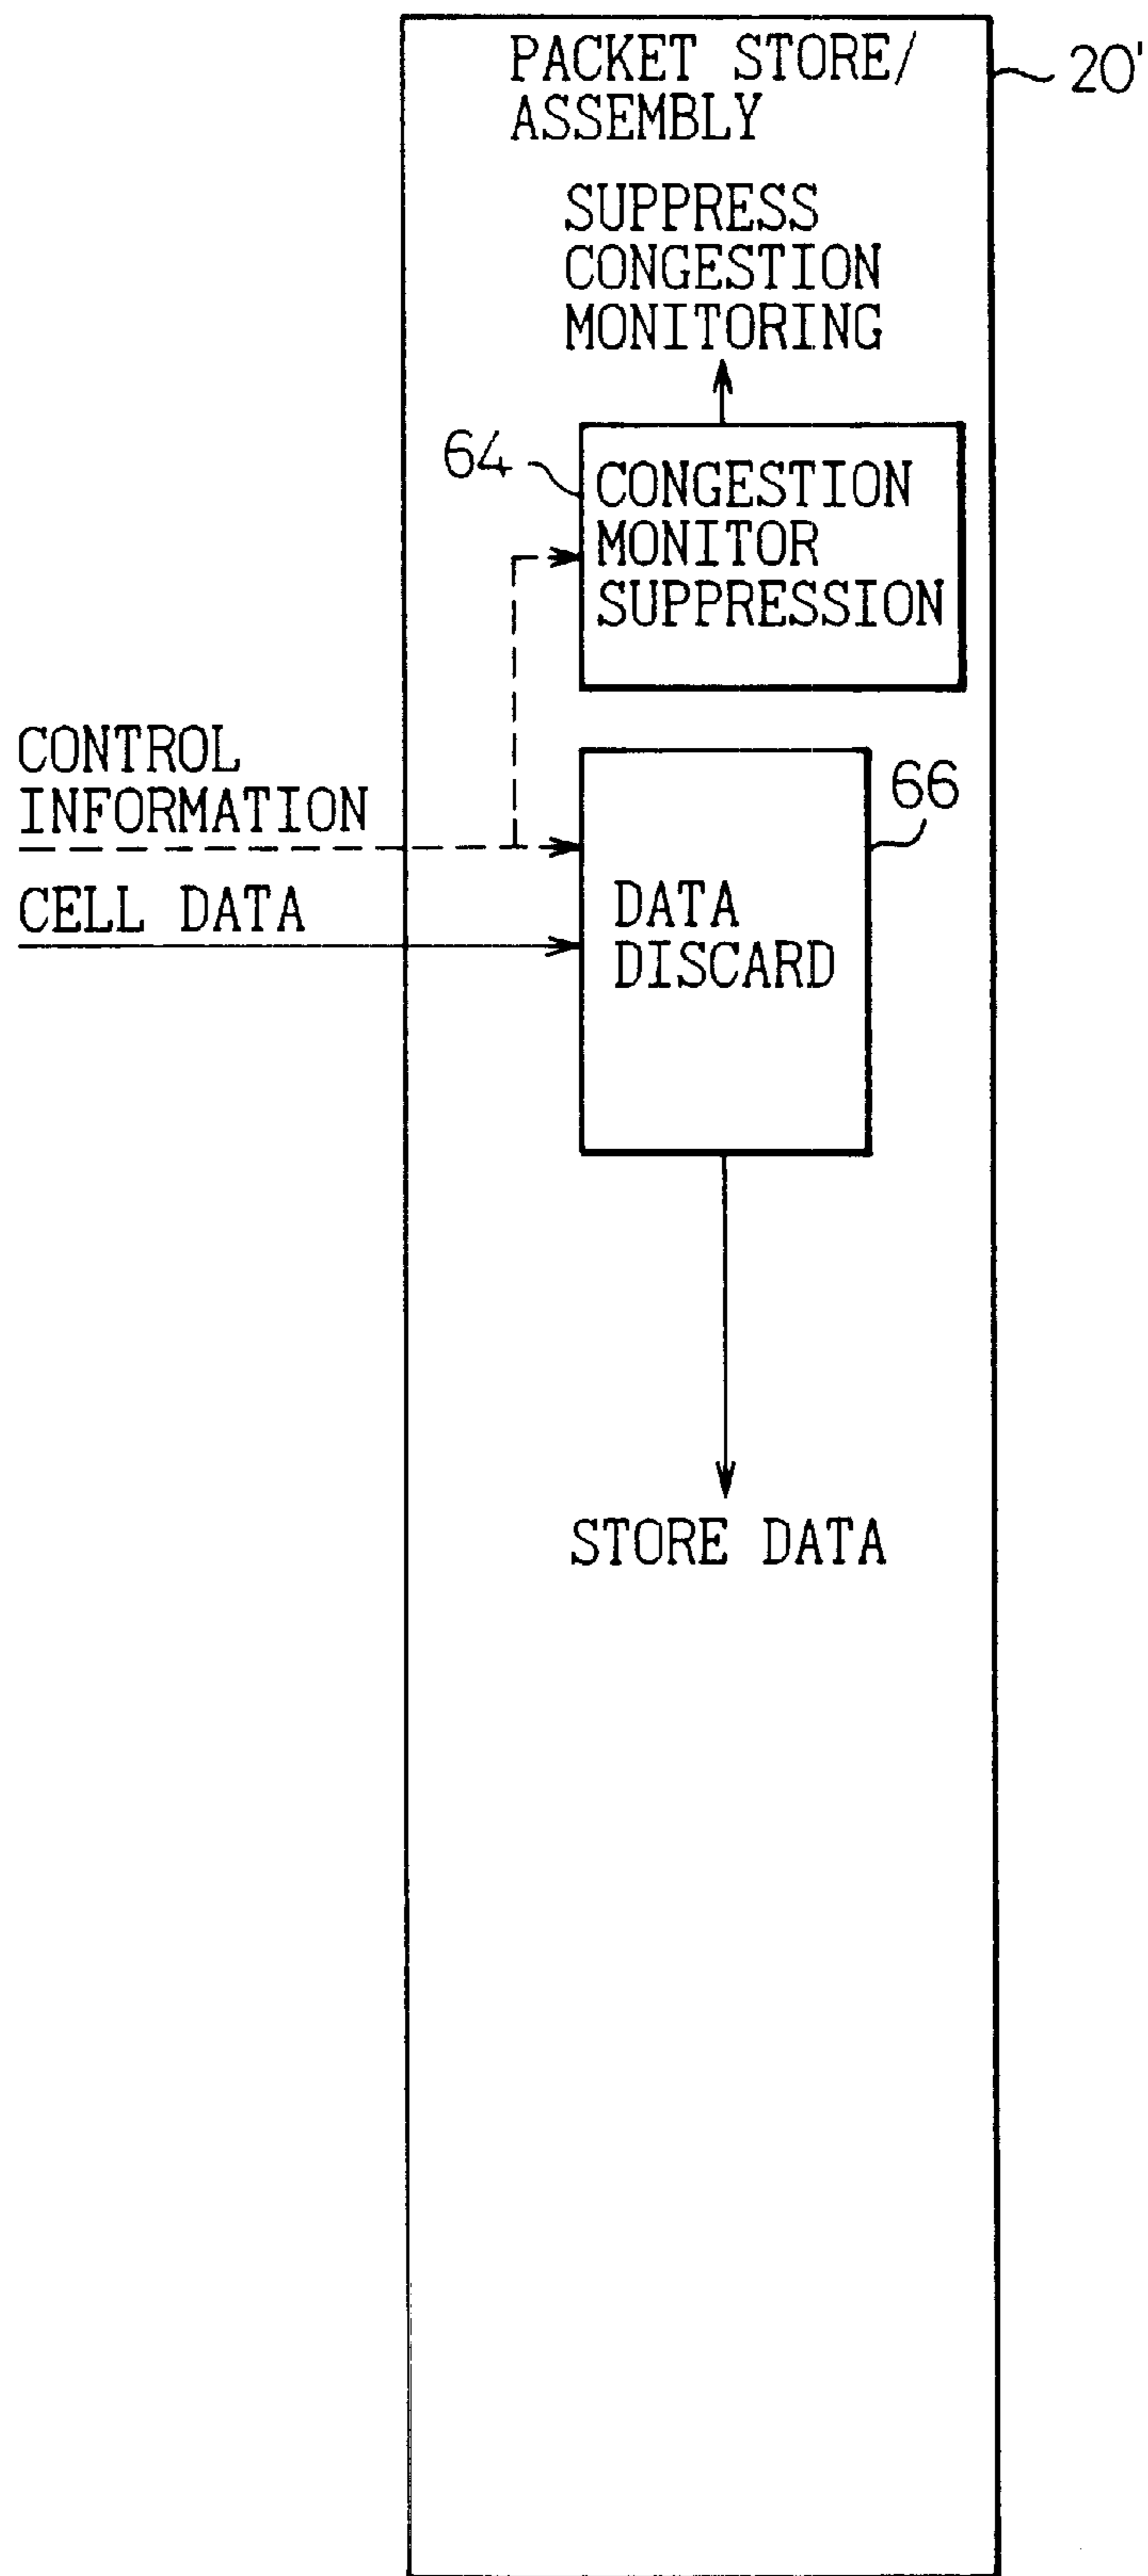 PACKET STORE/
ASSEMBLY
20'
SUPPRESS
CONGESTION
MONITORING
64
CONGESTION
MONITOR
SUPPRESSION
CONTROL
INFORMATION
66
CELL DATA
DATA
DISCARD
STORE DATA